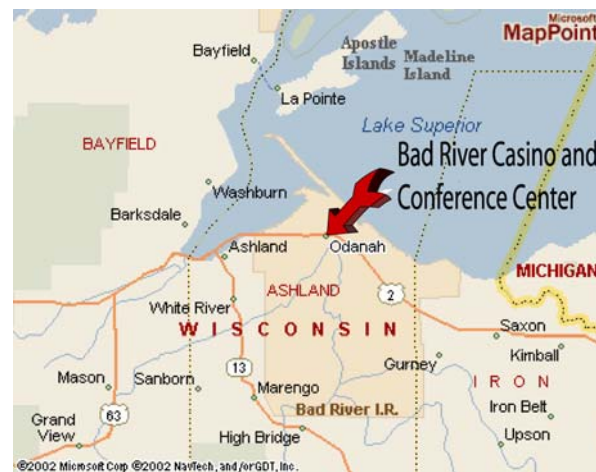 Microsoft
MapPoint
Bayfield
Apostle
Islands
Madeline
Island
La Pointe
Lake Superior
BAYFIELD
Bad River Casino and
Conference Center
Washburn
Barksdale
Ashland
Odanah
MICHIGAN
ASHLAND
2
White River
WISCONSIN
Saxon
Kimball
Gurney
13
IRON
Mason
Sanborn
Marengo
63
Iron Belt
Grand
View
Bad River I.R.
High Bridge
Upson
©2002 Microsoft Corp ©2002 NavTech, and/or GDT, Inc.